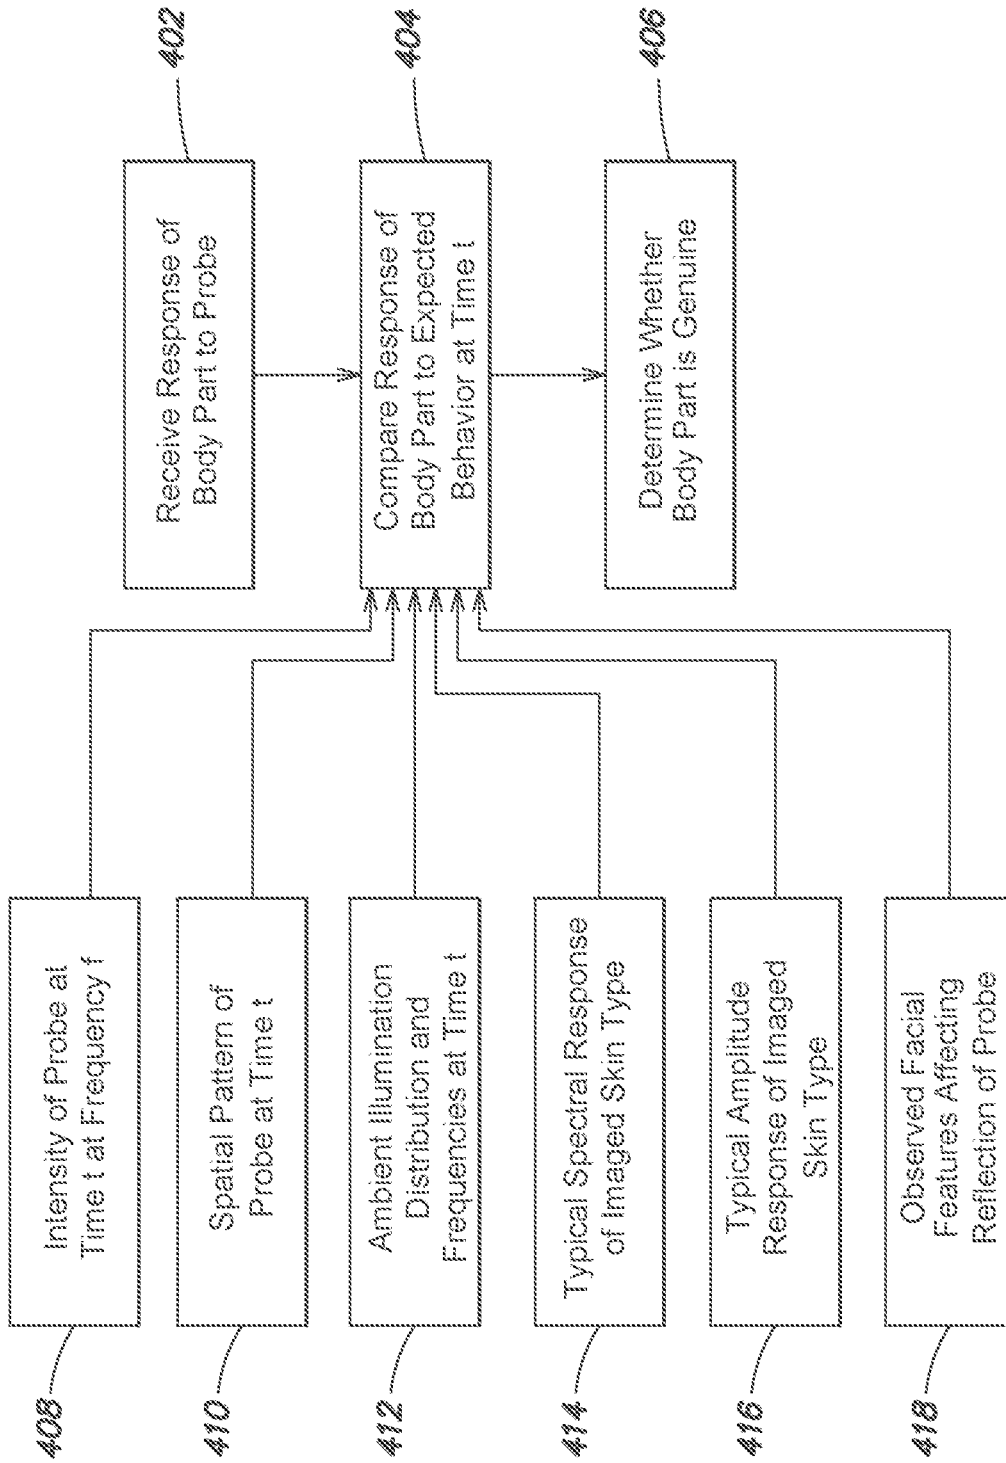 408
Intensity of Probe at
Time t at Frequency f
410
Spatial Pattern of
Probe at Time t
412
Ambient Illumination
Distribution and
Frequencies at Time t
414
Typical Spectral Response
of Imaged Skin Type
416
Typical Amplitude
Response of Imaged
Skin Type
418
Observed Facial
Features Affecting
Reflection of Probe
402
Receive Response of
Body Part to Probe
404
Compare Response of
Body Part to Expected
Behavior at Time t
406
Determine Whether
Body Part is Genuine